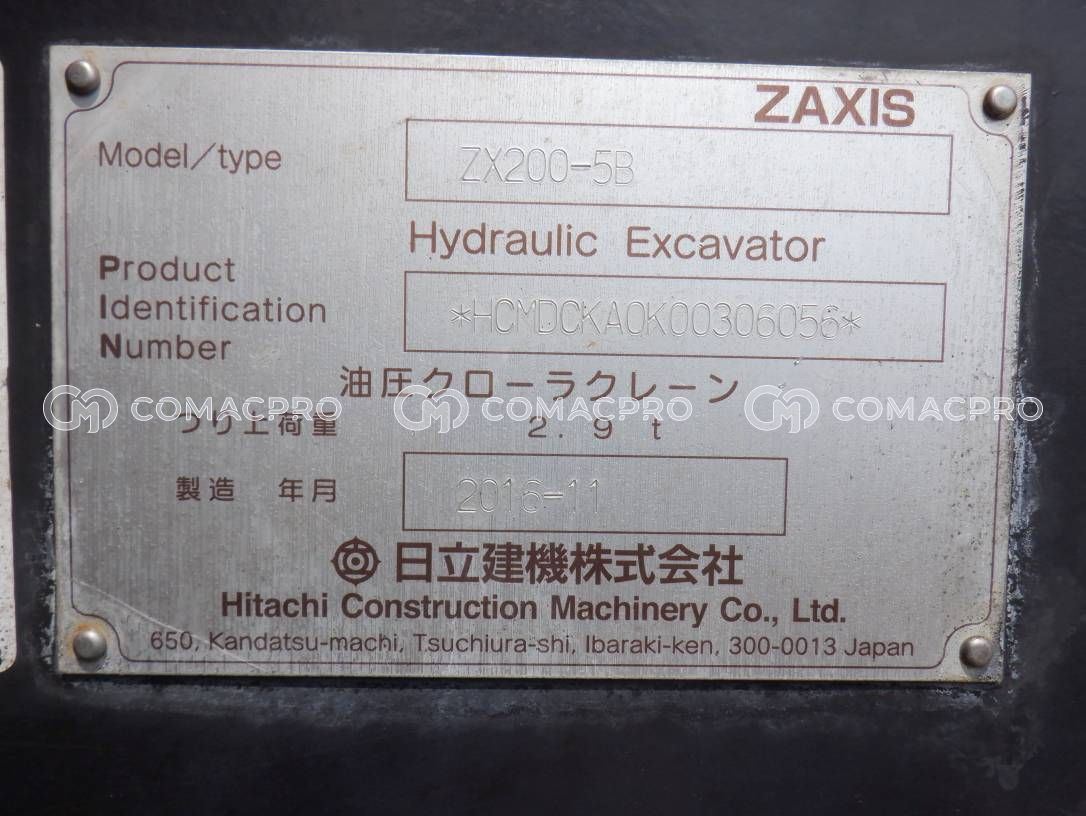 ZAXIS
Model/type ZX200-5B
Hydraulic Excavator
Product
Identification *HCMDCKA0K00306056*
Number
油圧クローラクレーン
COMACPRO COMACPRO COMACPRO
つり上荷重 2.9 t
製造 年月 2016-11
日立建機株式会社
Hitachi Construction Machinery Co., Ltd.
650, Kandatsu-machi, Tsuchiura-shi, Ibaraki-ken, 300-0013 Japan